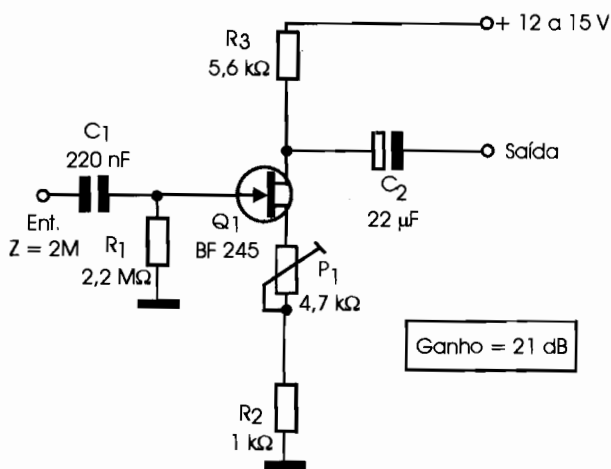 + 12 a 15 V
R3
5,6 kΩ
C1
220 nF
Saída
C2
22 µF
Ent.
Z = 2M
R1
2,2 MΩ
Q1
BF 245
P1
4,7 kΩ
Ganho = 21 dB
R2
1 kΩ